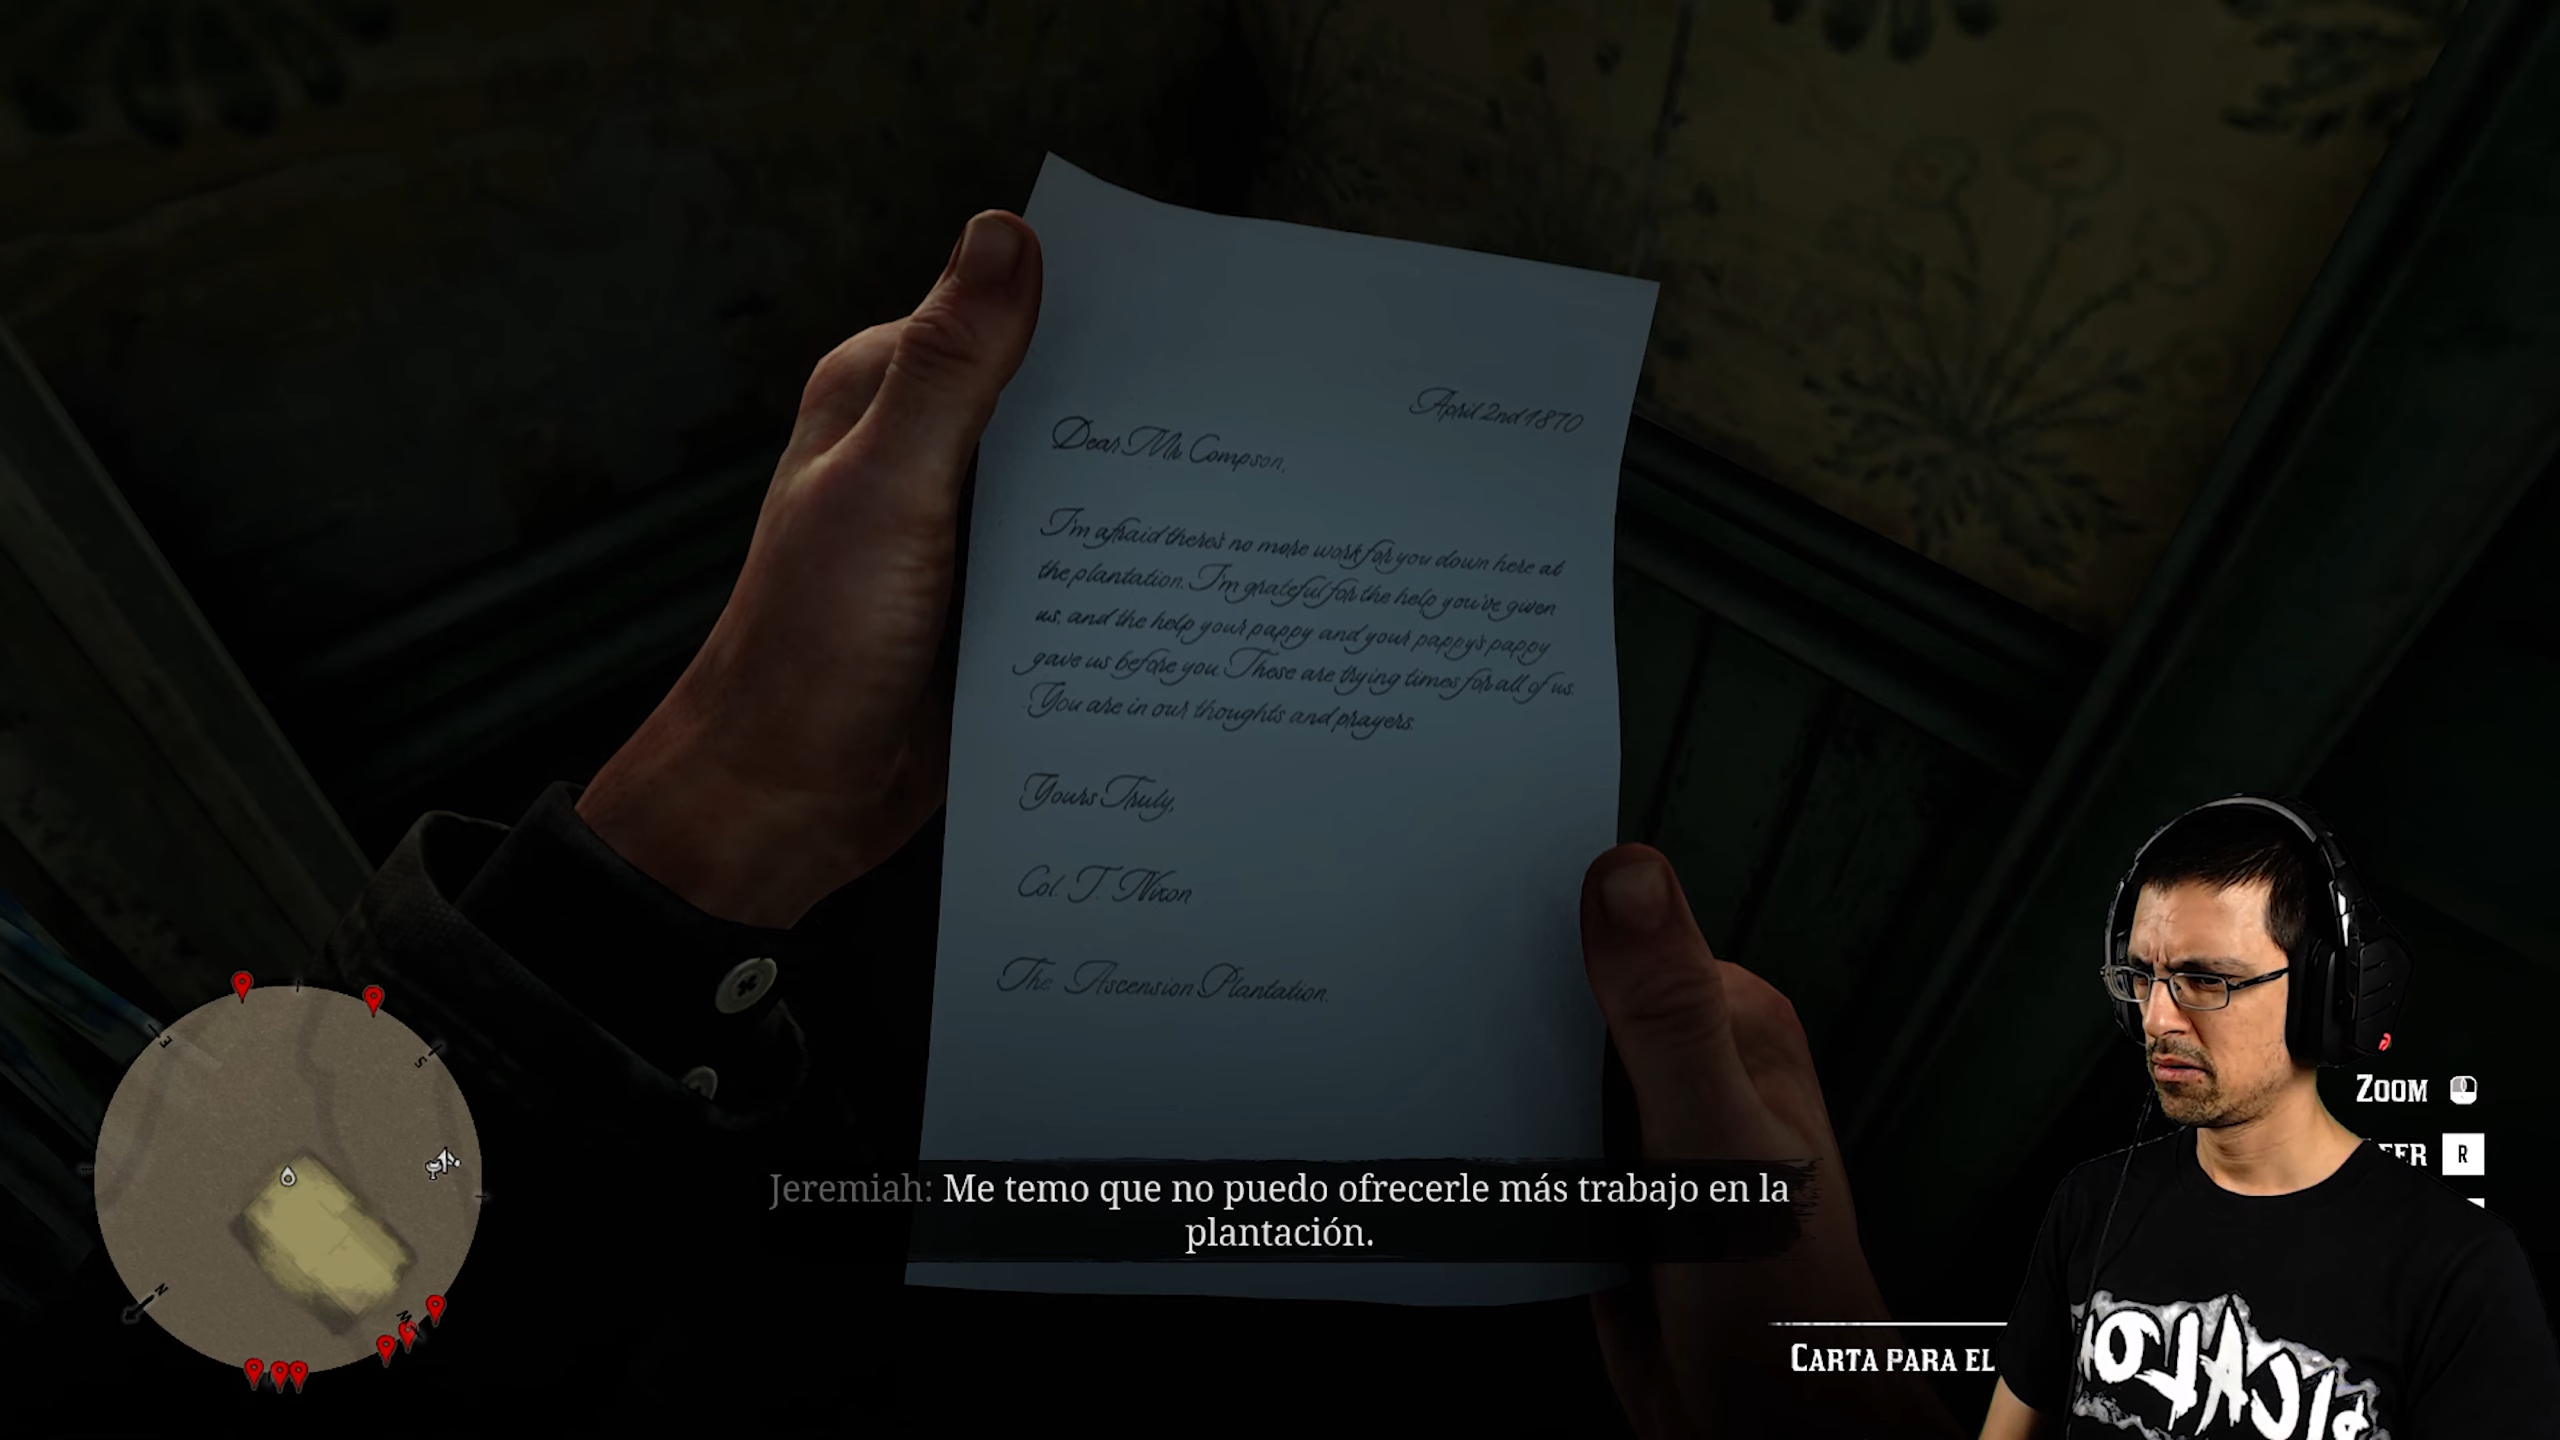 April 2nd 1870
Dear Mr Compson,
I'm afraid there's no more work for you down here at
the plantation. I'm grateful for the help you've given
us, and the help your pappy and your pappy's pappy
gave us before you. These are trying times for all of us.
You are in our thoughts and prayers.
Yours Truly,
Col. T. Nixon
The Ascension Plantation.
Jeremiah: Me temo que no puedo ofrecerle más trabajo en la
plantación.
E
S
N
ZOOM
R
CARTA PARA EL